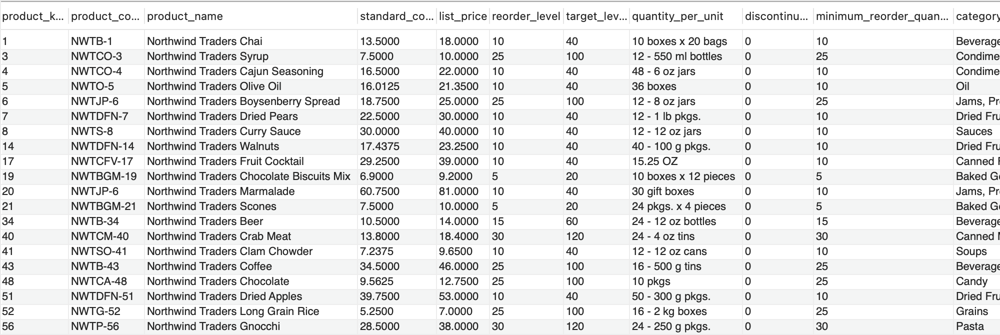 product_k... product_co... product_name standard_co... list_price reorder_level target_lev... quantity_per_unit discontinu... minimum_reorder_quan... category
1 NWTB-1 Northwind Traders Chai 13.5000 18.0000 10 40 10 boxes x 20 bags 0 10 Beverage
3 NWTCO-3 Northwind Traders Syrup 7.5000 10.0000 25 100 12 - 550 ml bottles 0 25 Condime
4 NWTCO-4 Northwind Traders Cajun Seasoning 16.5000 22.0000 10 40 48 - 6 oz jars 0 10 Condime
5 NWTO-5 Northwind Traders Olive Oil 16.0125 21.3500 10 40 36 boxes 0 10 Oil
6 NWTJP-6 Northwind Traders Boysenberry Spread 18.7500 25.0000 25 100 12 - 8 oz jars 0 25 Jams, Pr
7 NWTDFN-7 Northwind Traders Dried Pears 22.5000 30.0000 10 40 12 - 1 lb pkgs. 0 10 Dried Fru
8 NWTS-8 Northwind Traders Curry Sauce 30.0000 40.0000 10 40 12 - 12 oz jars 0 10 Sauces
14 NWTDFN-14 Northwind Traders Walnuts 17.4375 23.2500 10 40 40 - 100 g pkgs. 0 10 Dried Fru
17 NWTCFV-17 Northwind Traders Fruit Cocktail 29.2500 39.0000 10 40 15.25 OZ 0 10 Canned F
19 NWTBGM-19 Northwind Traders Chocolate Biscuits Mix 6.9000 9.2000 5 20 10 boxes x 12 pieces 0 5 Baked Go
20 NWTJP-6 Northwind Traders Marmalade 60.7500 81.0000 10 40 30 gift boxes 0 10 Jams, Pr
21 NWTBGM-21 Northwind Traders Scones 7.5000 10.0000 5 20 24 pkgs. x 4 pieces 0 5 Baked Go
34 NWTB-34 Northwind Traders Beer 10.5000 14.0000 15 60 24 - 12 oz bottles 0 15 Beverage
40 NWTCM-40 Northwind Traders Crab Meat 13.8000 18.4000 30 120 24 - 4 oz tins 0 30 Canned M
41 NWTSO-41 Northwind Traders Clam Chowder 7.2375 9.6500 10 40 12 - 12 oz cans 0 10 Soups
43 NWTB-43 Northwind Traders Coffee 34.5000 46.0000 25 100 16 - 500 g tins 0 25 Beverage
48 NWTCA-48 Northwind Traders Chocolate 9.5625 12.7500 25 100 10 pkgs 0 25 Candy
51 NWTDFN-51 Northwind Traders Dried Apples 39.7500 53.0000 10 40 50 - 300 g pkgs. 0 10 Dried Fru
52 NWTG-52 Northwind Traders Long Grain Rice 5.2500 7.0000 25 100 16 - 2 kg boxes 0 25 Grains
56 NWTP-56 Northwind Traders Gnocchi 28.5000 38.0000 30 120 24 - 250 g pkgs. 0 30 Pasta